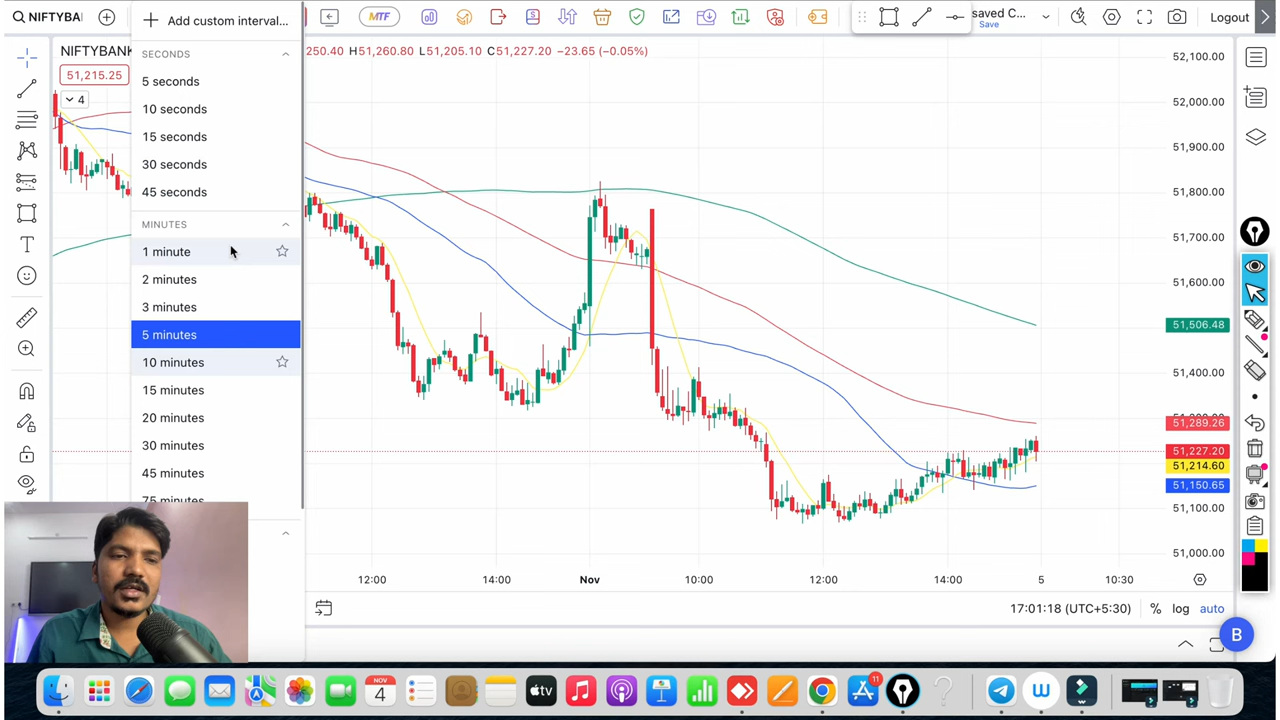 NIFTYBA
Add custom interval...
MTF
saved C...
Save
Logout
NIFTYBANK
250.40 H51,260.80 L51,205.10 C51,227.20 -23.65 (-0.05%)
51,215.25
4
SECONDS
5 seconds
10 seconds
15 seconds
30 seconds
45 seconds
MINUTES
1 minute
2 minutes
3 minutes
5 minutes
10 minutes
15 minutes
20 minutes
30 minutes
45 minutes
75 minutes
52,100.00
52,000.00
51,900.00
51,800.00
51,700.00
51,600.00
51,506.48
51,400.00
51,289.26
51,227.20
51,214.60
51,150.65
51,100.00
51,000.00
12:00
14:00
Nov
10:00
12:00
14:00
5
10:30
17:01:18 (UTC+5:30)
%
log
auto
B
NOV
4
tv
11
W